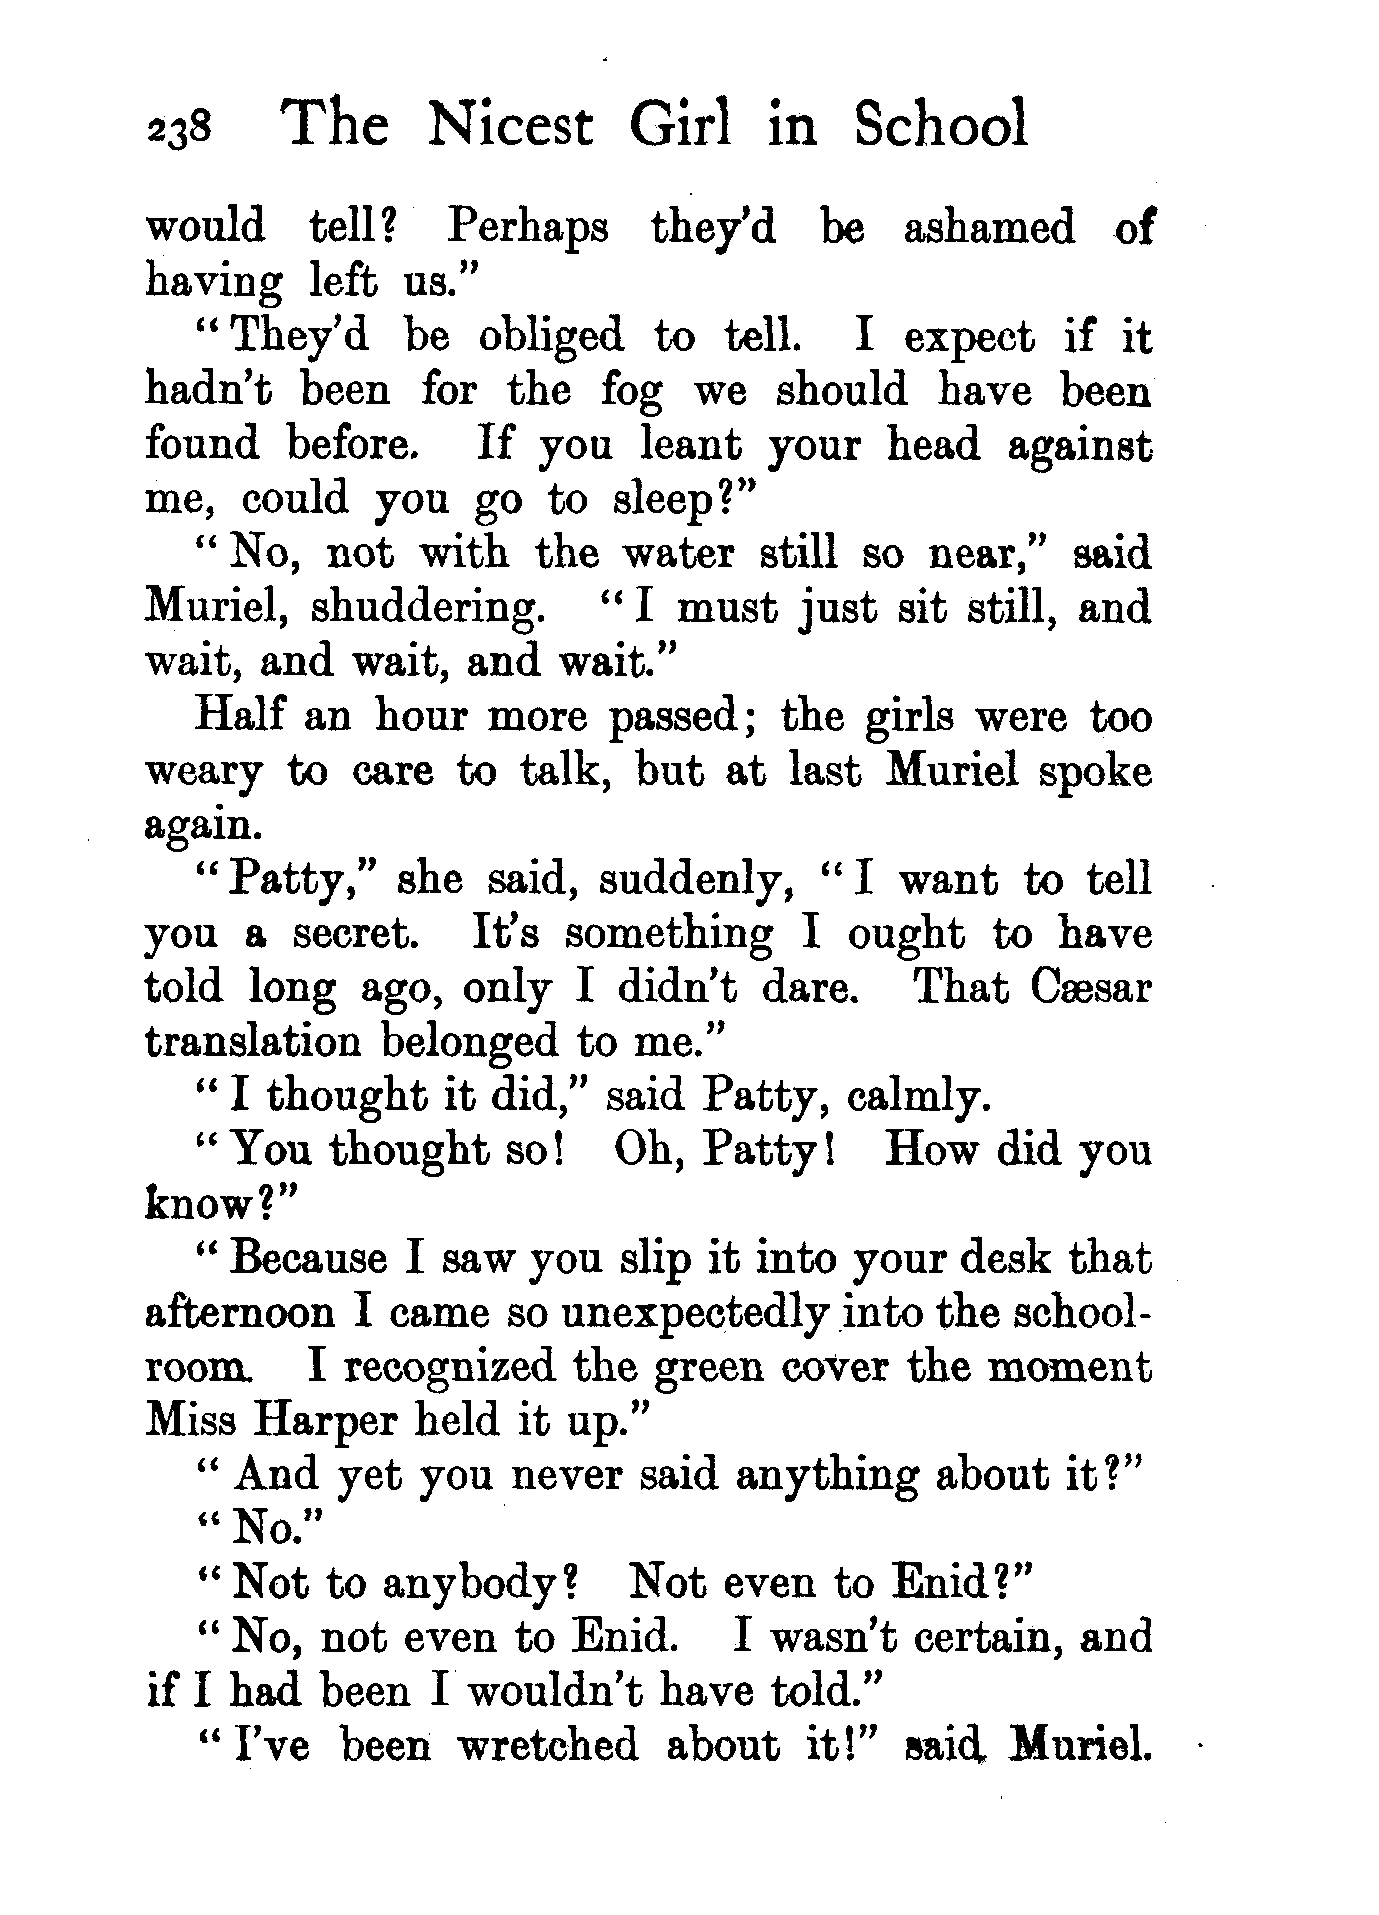 238 The Nicest Girl in School
would tell? Perhaps they'd be ashamed of
having left us."
"They'd be obliged to tell. I expect if it
hadn't been for the fog we should have been
found before. If you leant your head against
me, could you go to sleep?"
"No, not with the water still so near," said
Muriel, shuddering. "I must just sit still, and
wait, and wait, and wait."
Half an hour more passed; the girls were too
weary to care to talk, but at last Muriel spoke
again.
"Patty," she said, suddenly, "I want to tell
you a secret. It's something I ought to have
told long ago, only I didn't dare. That Cæsar
translation belonged to me."
"I thought it did," said Patty, calmly.
"You thought so! Oh, Patty! How did you
know?"
"Because I saw you slip it into your desk that
afternoon I came so unexpectedly into the school-
room. I recognized the green cover the moment
Miss Harper held it up."
"And yet you never said anything about it?"
"No."
"Not to anybody? Not even to Enid?"
"No, not even to Enid. I wasn't certain, and
if I had been I wouldn't have told."
"I've been wretched about it!" said Muriel.